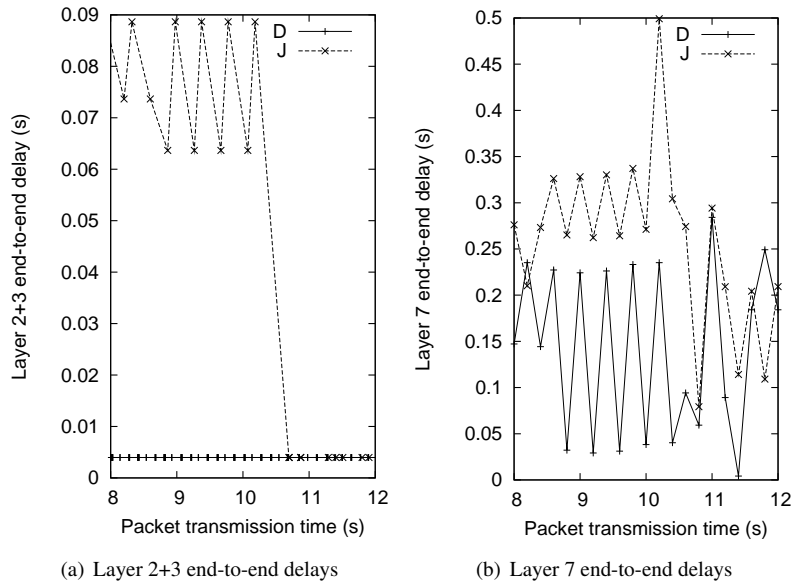 Layer 2+3 end-to-end delay (s)
0.09
0.08
0.07
0.06
0.05
0.04
0.03
0.02
0.01
0
8 9 10 11 12
Packet transmission time (s)
D
J
(a) Layer 2+3 end-to-end delays
Layer 7 end-to-end delay (s)
0.5
0.45
0.4
0.35
0.3
0.25
0.2
0.15
0.1
0.05
0
8 9 10 11 12
Packet transmission time (s)
D
J
(b) Layer 7 end-to-end delays